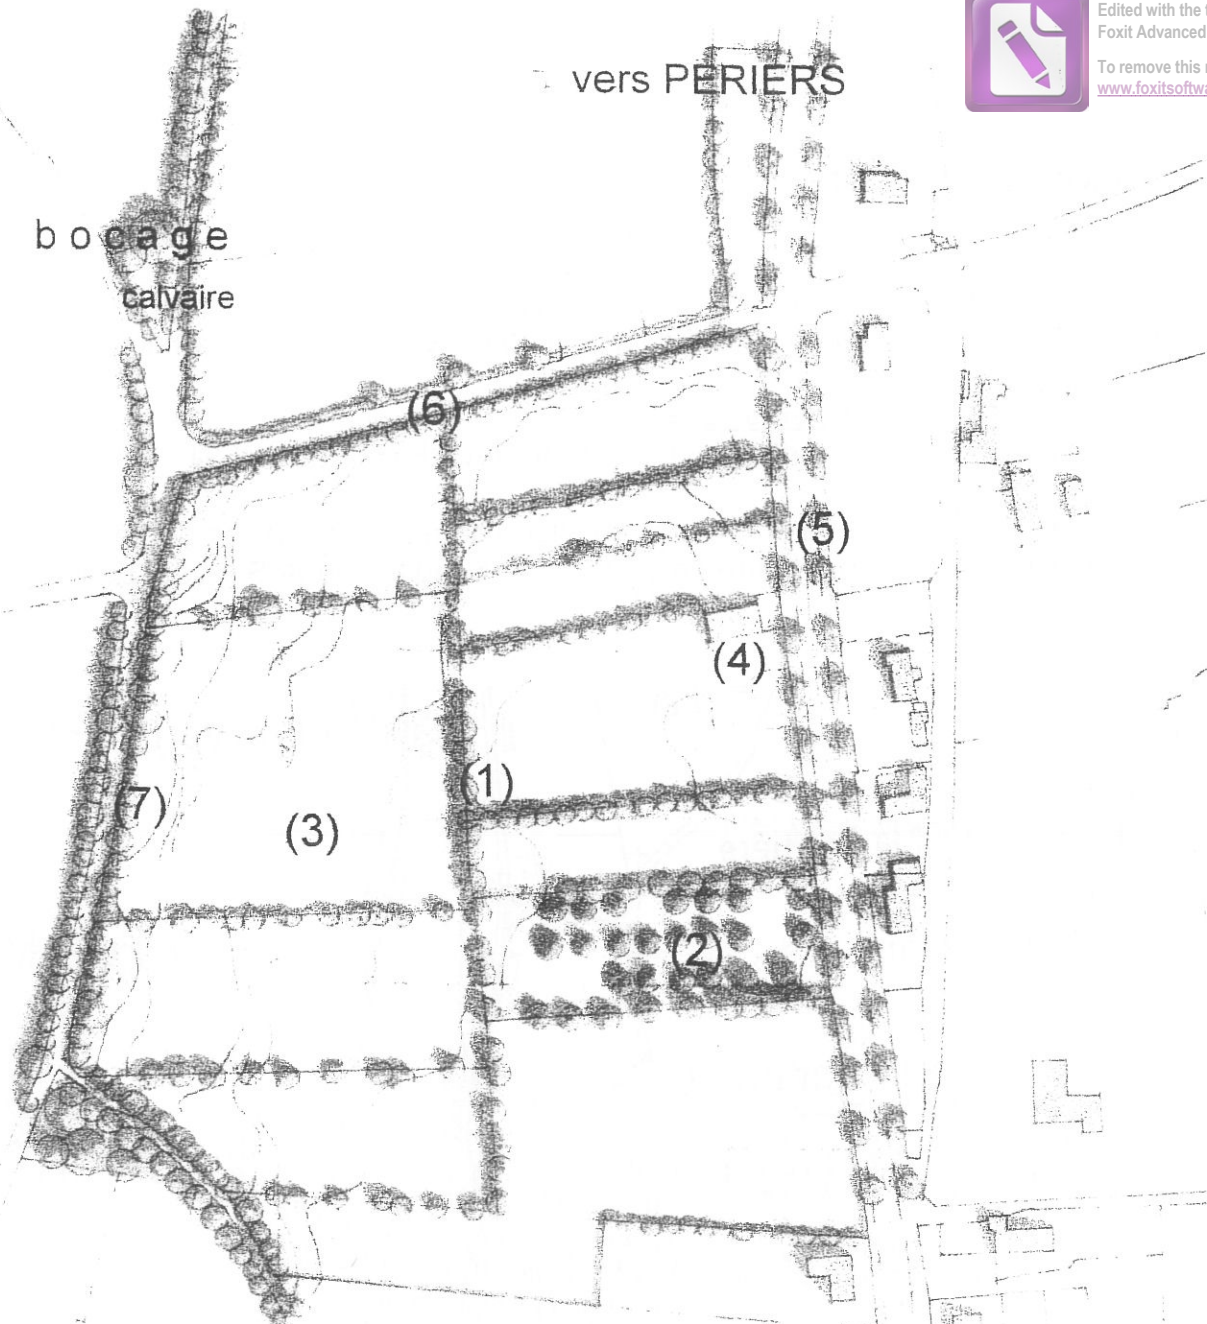 Edited with the
Foxit Advanced
To remove this
www.foxitsoftw
vers PERIERS
bocage
calvaire
(6)
(5)
(4)
(1)
(7)
(3)
(2)